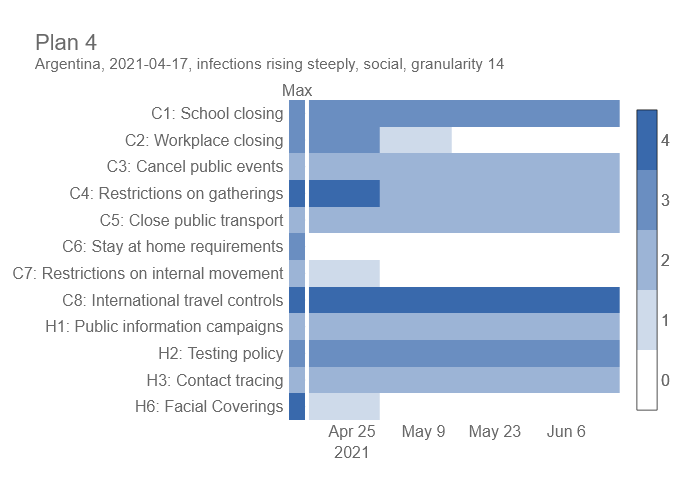 Plan 4
Argentina, 2021-04-17, infections rising steeply, social, granularity 14
Max
C1: School closing
C2: Workplace closing
C3: Cancel public events
C4: Restrictions on gatherings
C5: Close public transport
C6: Stay at home requirements
C7: Restrictions on internal movement
C8: International travel controls
H1: Public information campaigns
H2: Testing policy
H3: Contact tracing
H6: Facial Coverings
Apr 25 May 9 May 23 Jun 6
2021
4
3
2
1
0